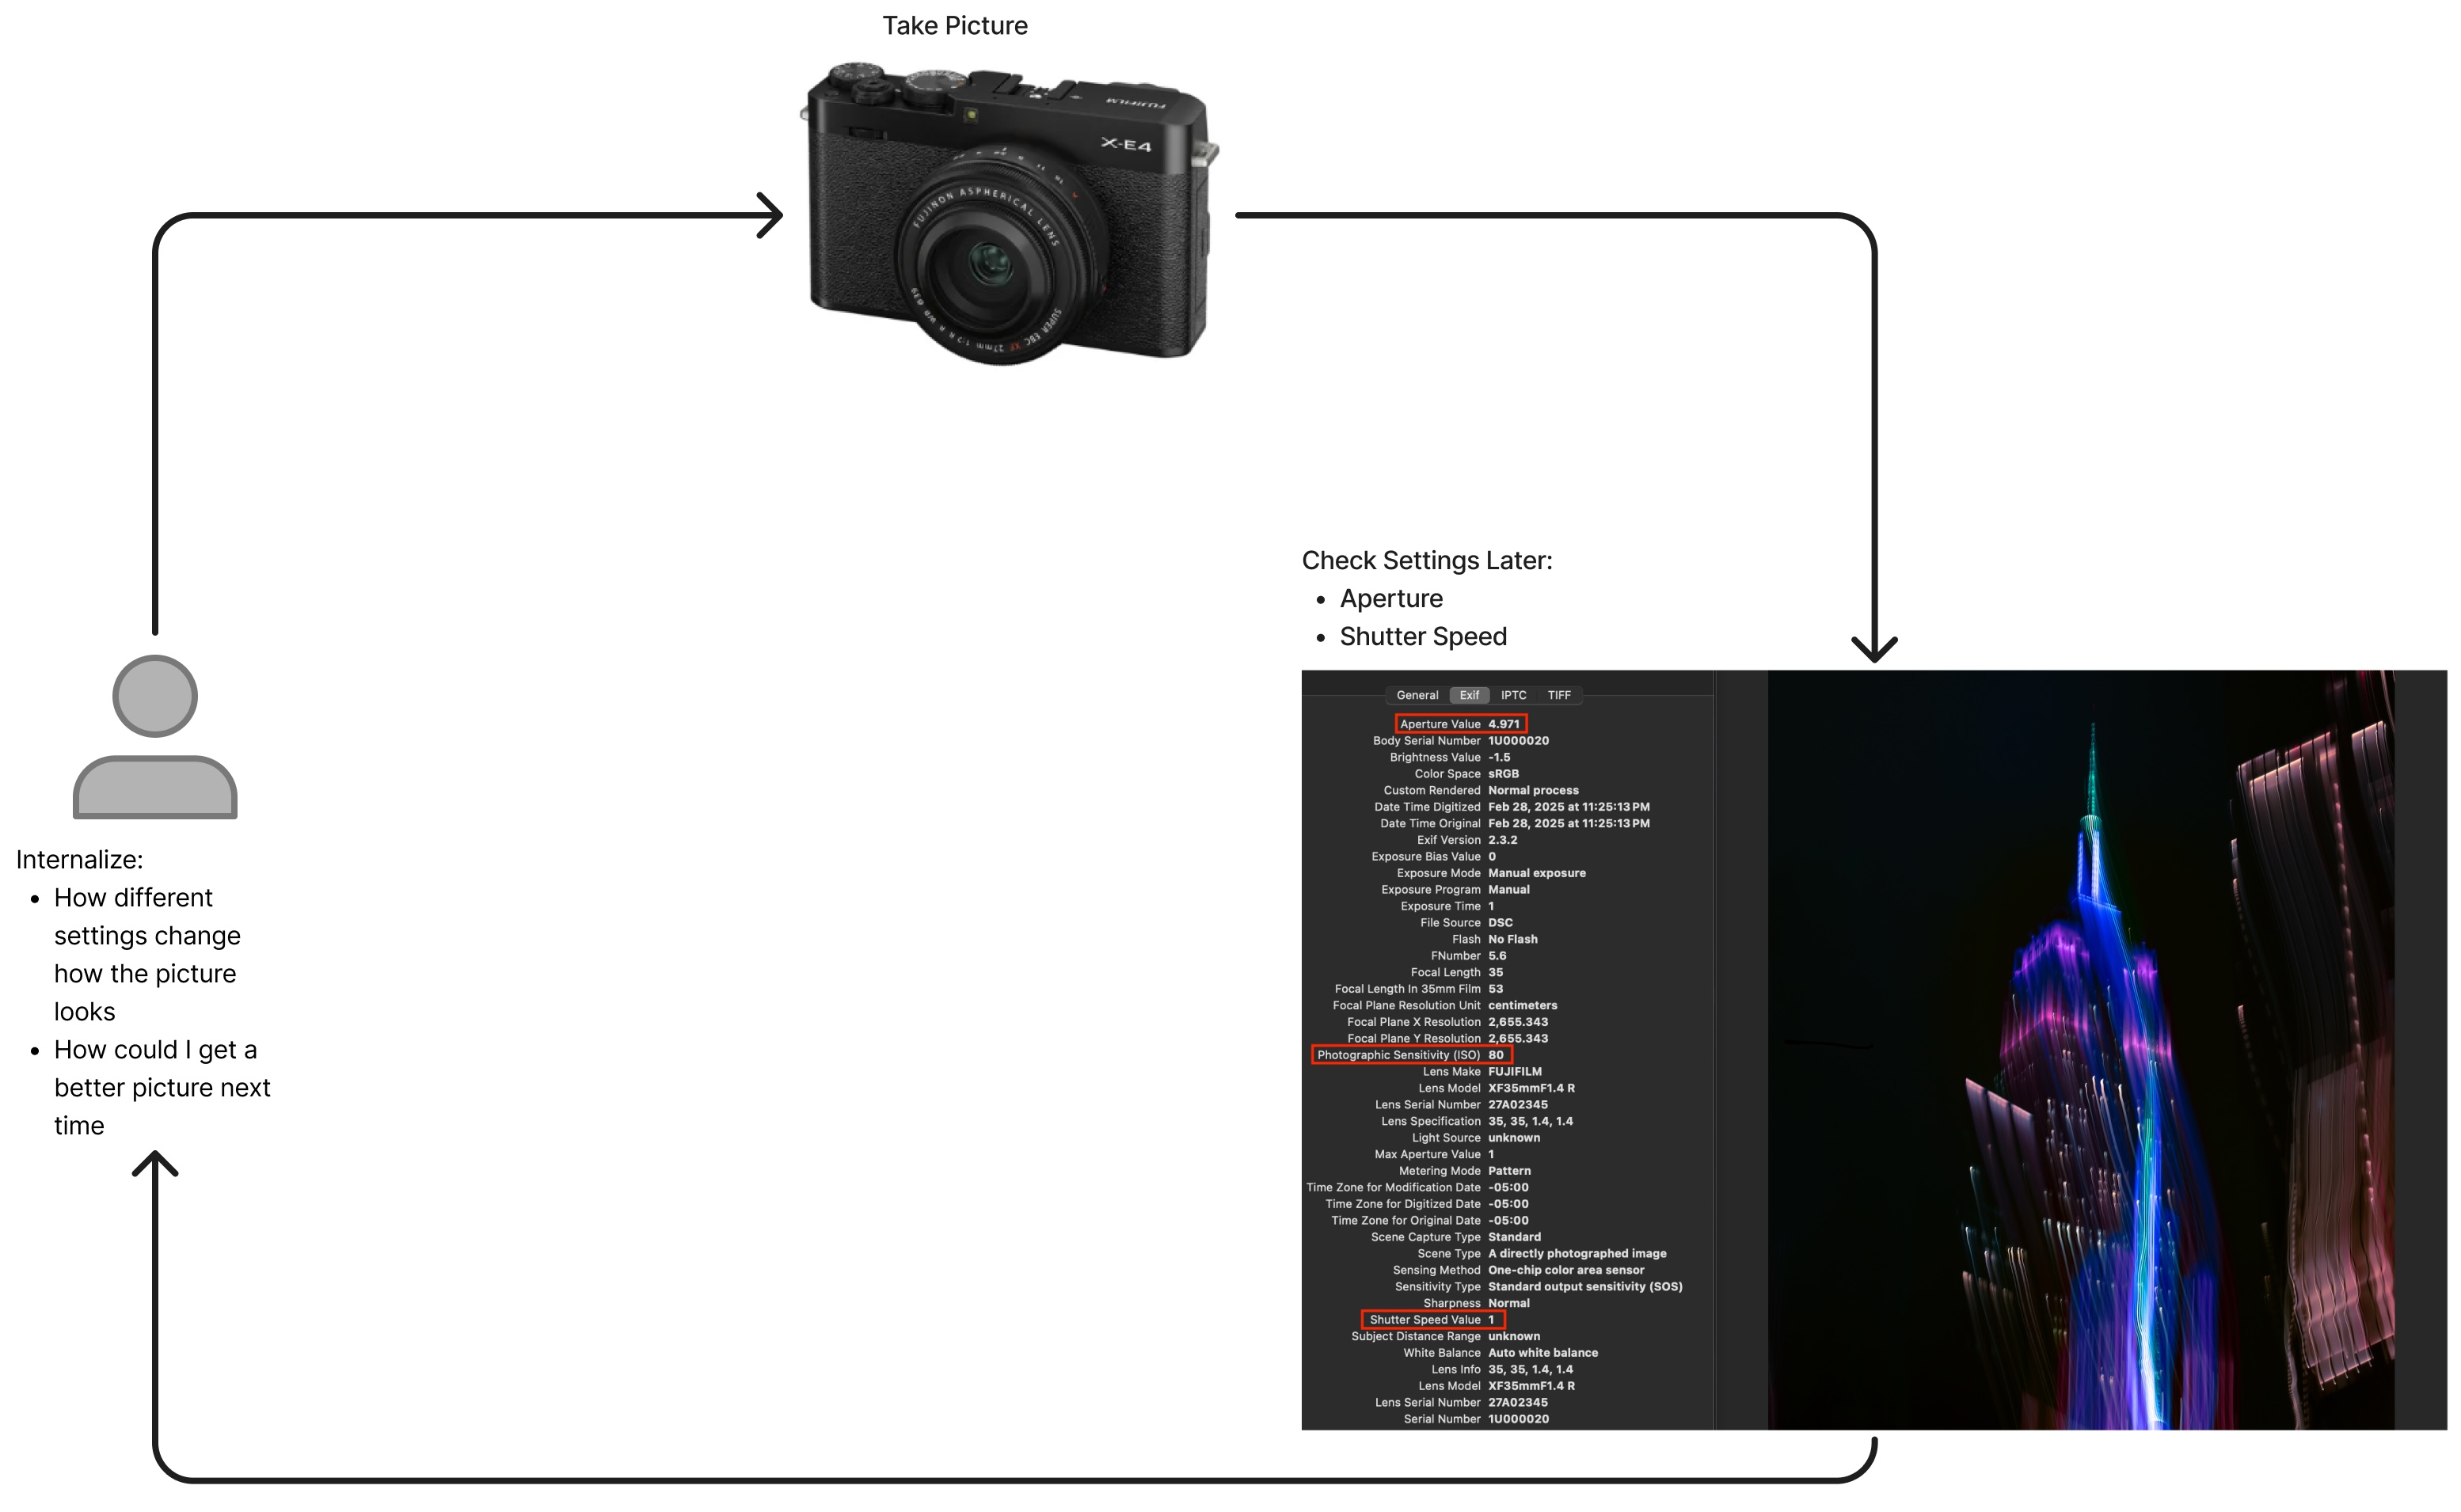 Take Picture
FUJIFILM
X-E4
FUJINON ASPHERICAL LENS
SUPER EBC XF 27mm 1:2.8 R WR ø39
Check Settings Later:
• Aperture
• Shutter Speed
General Exif IPTC TIFF
Aperture Value 4.971
Body Serial Number 1U000020
Brightness Value -1.5
Color Space sRGB
Custom Rendered Normal process
Date Time Digitized Feb 28, 2025 at 11:25:13 PM
Date Time Original Feb 28, 2025 at 11:25:13 PM
Exif Version 2.3.2
Exposure Bias Value 0
Exposure Mode Manual exposure
Exposure Program Manual
Exposure Time 1
File Source DSC
Flash No Flash
FNumber 5.6
Focal Length 35
Focal Length In 35mm Film 53
Focal Plane Resolution Unit centimeters
Focal Plane X Resolution 2,655.343
Focal Plane Y Resolution 2,655.343
Photographic Sensitivity (ISO) 80
Lens Make FUJIFILM
Lens Model XF35mmF1.4 R
Lens Serial Number 27A02345
Lens Specification 35, 35, 1.4, 1.4
Light Source unknown
Max Aperture Value 1
Metering Mode Pattern
Time Zone for Modification Date -05:00
Time Zone for Digitized Date -05:00
Time Zone for Original Date -05:00
Scene Capture Type Standard
Scene Type A directly photographed image
Sensing Method One-chip color area sensor
Sensitivity Type Standard output sensitivity (SOS)
Sharpness Normal
Shutter Speed Value 1
Subject Distance Range unknown
White Balance Auto white balance
Lens Info 35, 35, 1.4, 1.4
Lens Model XF35mmF1.4 R
Lens Serial Number 27A02345
Serial Number 1U000020
Internalize:
• How different
settings change
how the picture
looks
• How could I get a
better picture next
time